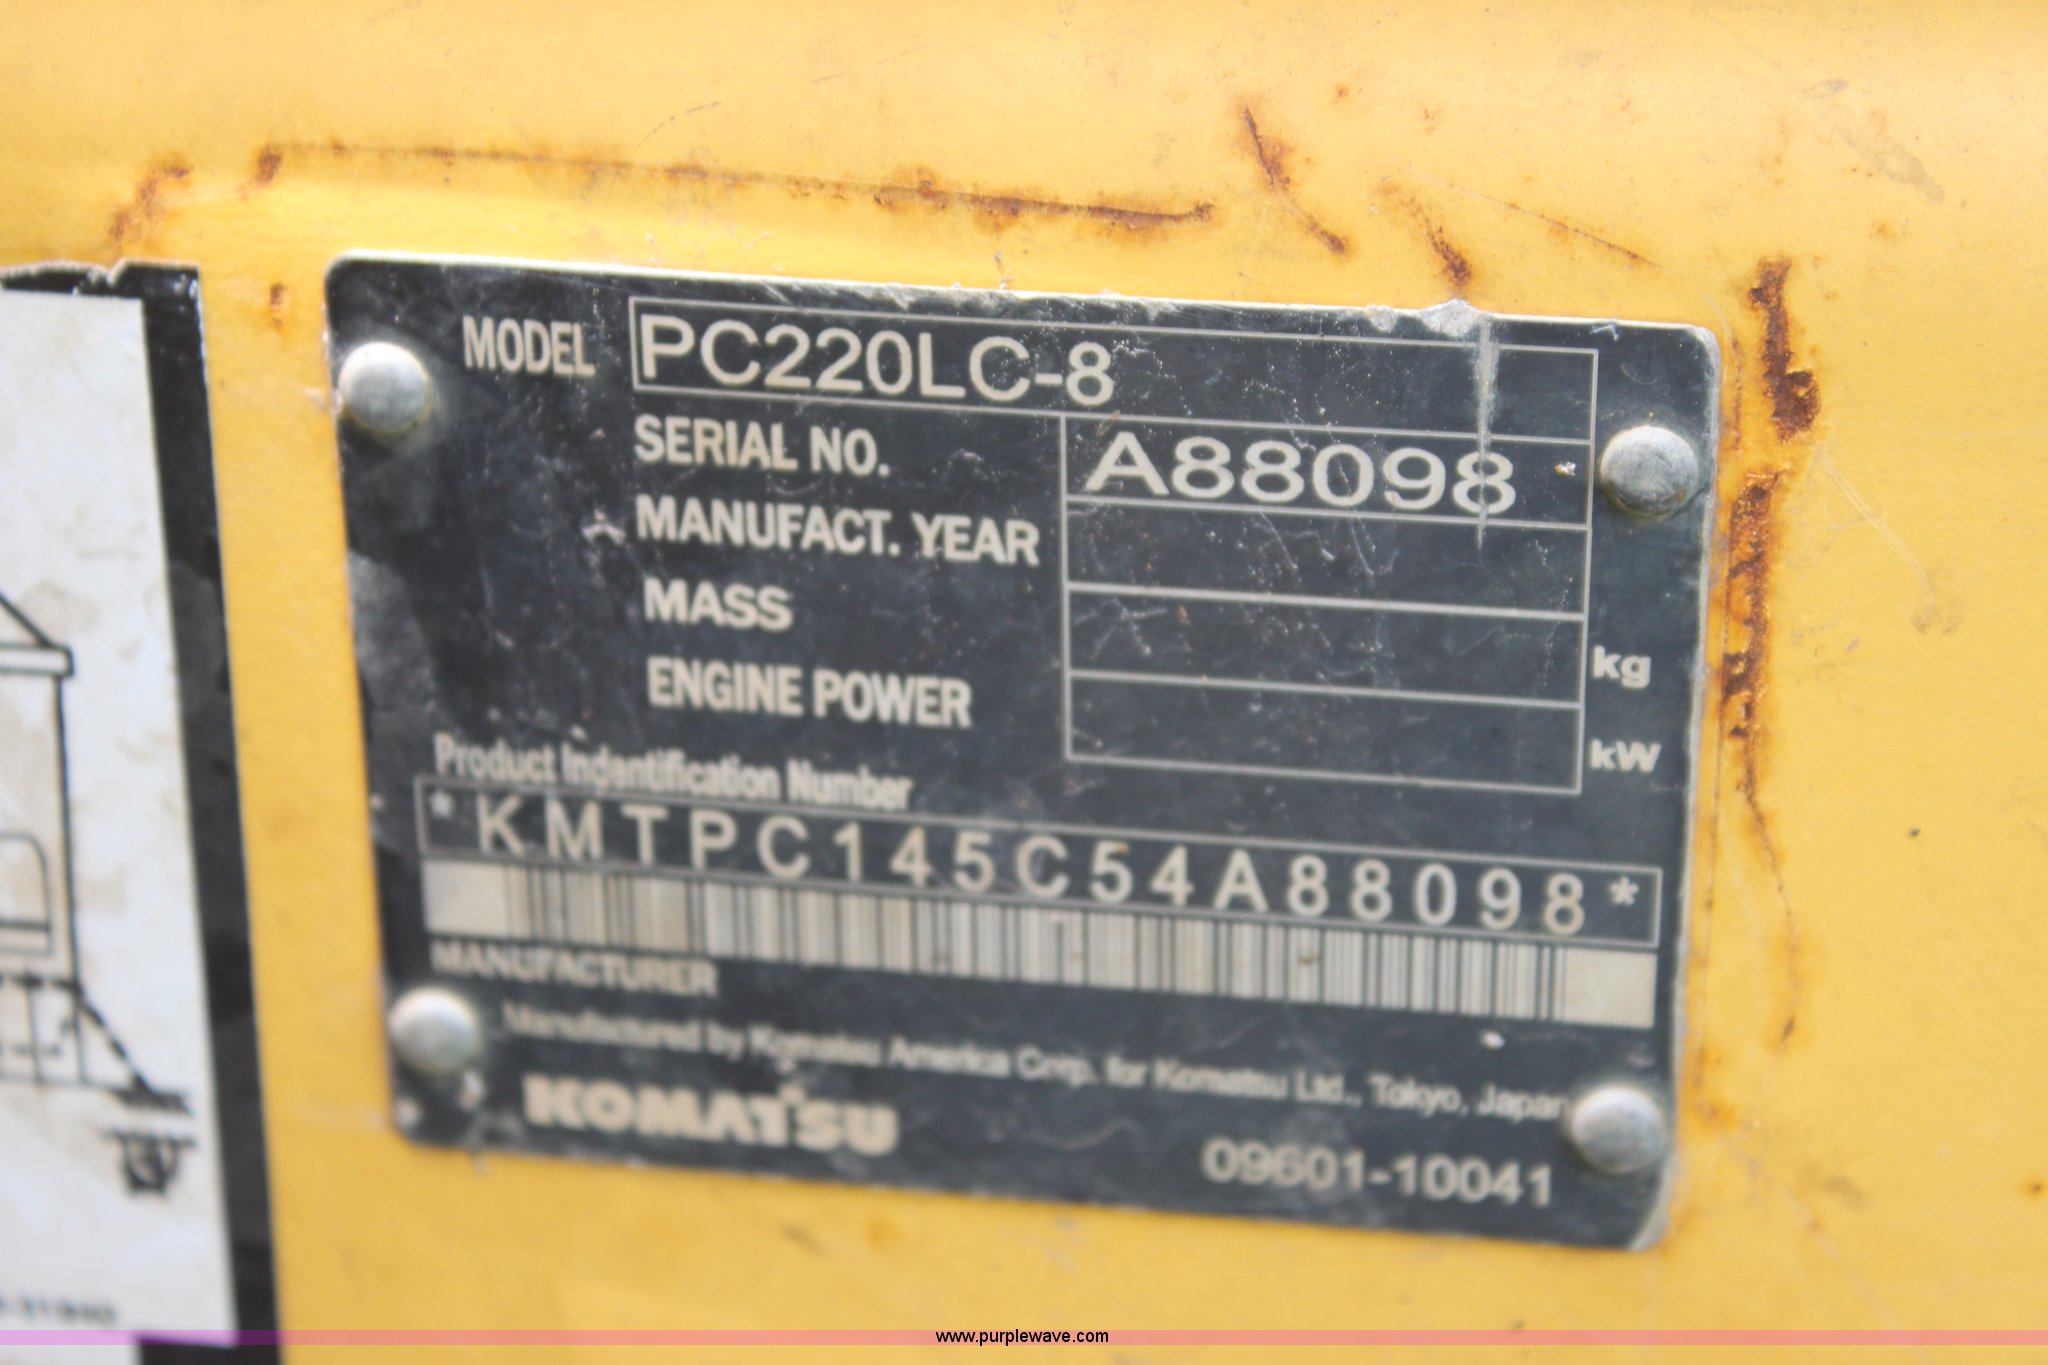 MODEL PC220LC-8
SERIAL NO. A88098
MANUFACT. YEAR
MASS kg
ENGINE POWER kW
Product Indentification Number
*KMTPC145C54A88098*
MANUFACTURER
Manufactured by Komatsu America Corp. for Komatsu Ltd., Tokyo, Japan
KOMATSU
09601-10041
www.purplewave.com